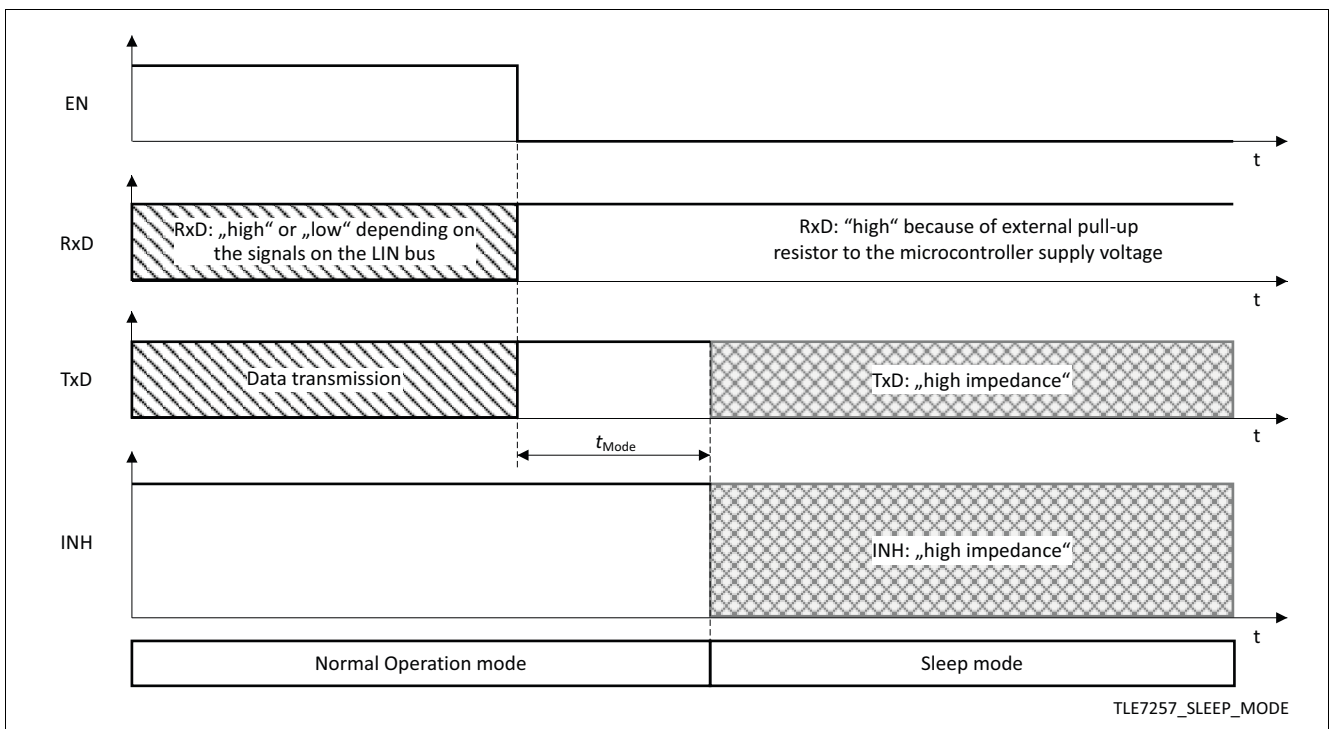 EN
t
RxD
RxD: „high“ or „low“ depending on
the signals on the LIN bus
RxD: “high“ because of external pull-up
resistor to the microcontroller supply voltage
t
TxD
Data transmission
TxD: „high impedance“
t
tMode
INH
INH: „high impedance“
t
Normal Operation mode
Sleep mode
TLE7257_SLEEP_MODE